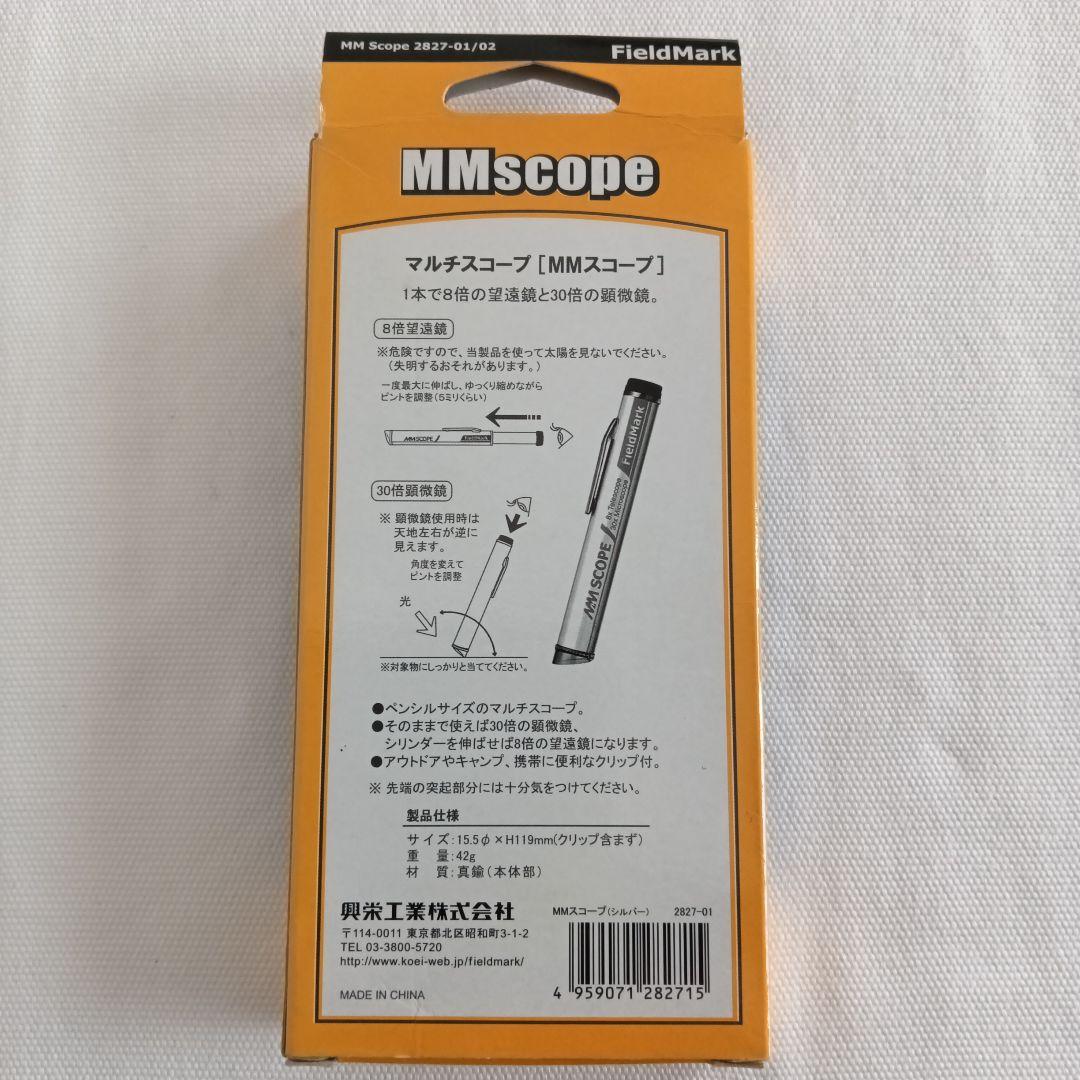 MM Scope 2827-01/02
FieldMark
MMscope
マルチスコープ［MMスコープ］
1本で8倍の望遠鏡と30倍の顕微鏡。
8倍望遠鏡
※危険ですので、当製品を使って太陽を見ないでください。
（失明するおそれがあります。）
一度最大に伸ばし、ゆっくり縮めながら
ピントを調整（5ミリくらい）
MMSCOPE FieldMark
30倍顕微鏡
※ 顕微鏡使用時は
天地左右が逆に
見えます。
角度を変えて
ピントを調整
光
※対象物にしっかりと当ててください。
MMSCOPE
8x Telescope
30x Microscope
FieldMark
●ペンシルサイズのマルチスコープ。
●そのままで使えば30倍の顕微鏡、
シリンダーを伸ばせば8倍の望遠鏡になります。
●アウトドアやキャンプ、携帯に便利なクリップ付。
※ 先端の突起部分には十分気をつけてください。
製品仕様
サイズ：15.5φ×H119mm（クリップ含まず）
重　量：42g
材　質：真鍮（本体部）
興栄工業株式会社
〒114-0011 東京都北区昭和町3-1-2
TEL 03-3800-5720
http://www.koei-web.jp/fieldmark/
MADE IN CHINA
MMスコープ（シルバー） 2827-01
4 959071 282715